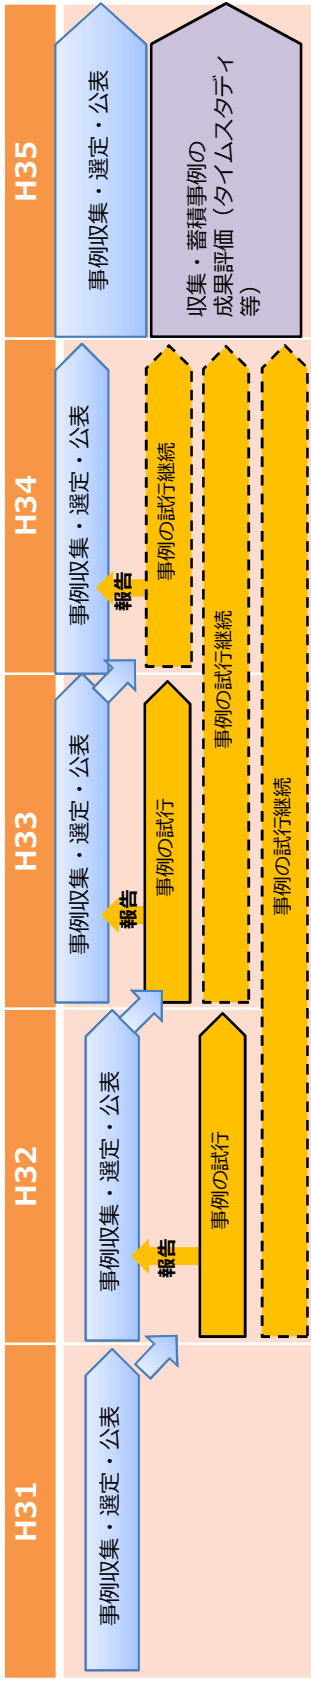 H31
H32
H33
H34
H35
事例収集・選定・公表
事例収集・選定・公表
事例収集・選定・公表
事例収集・選定・公表
事例収集・選定・公表
報告
報告
報告
事例の試行
事例の試行
事例の試行継続
事例の試行継続
事例の試行継続
収集・蓄積事例の
成果評価（タイムスタディ
等）